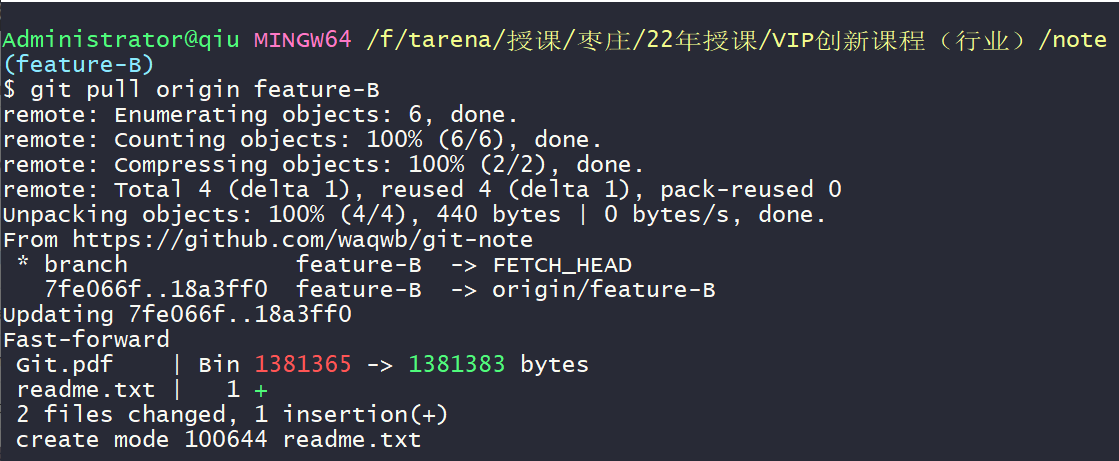 Administrator@qiu MINGW64 /f/tarena/授课/枣庄/22年授课/VIP创新课程（行业）/note
(feature-B)
$ git pull origin feature-B
remote: Enumerating objects: 6, done.
remote: Counting objects: 100% (6/6), done.
remote: Compressing objects: 100% (2/2), done.
remote: Total 4 (delta 1), reused 4 (delta 1), pack-reused 0
Unpacking objects: 100% (4/4), 440 bytes | 0 bytes/s, done.
From https://github.com/waqwb/git-note
 * branch            feature-B  -> FETCH_HEAD
   7fe066f..18a3ff0  feature-B  -> origin/feature-B
Updating 7fe066f..18a3ff0
Fast-forward
 Git.pdf    | Bin 1381365 -> 1381383 bytes
 readme.txt |   1 +
 2 files changed, 1 insertion(+)
 create mode 100644 readme.txt